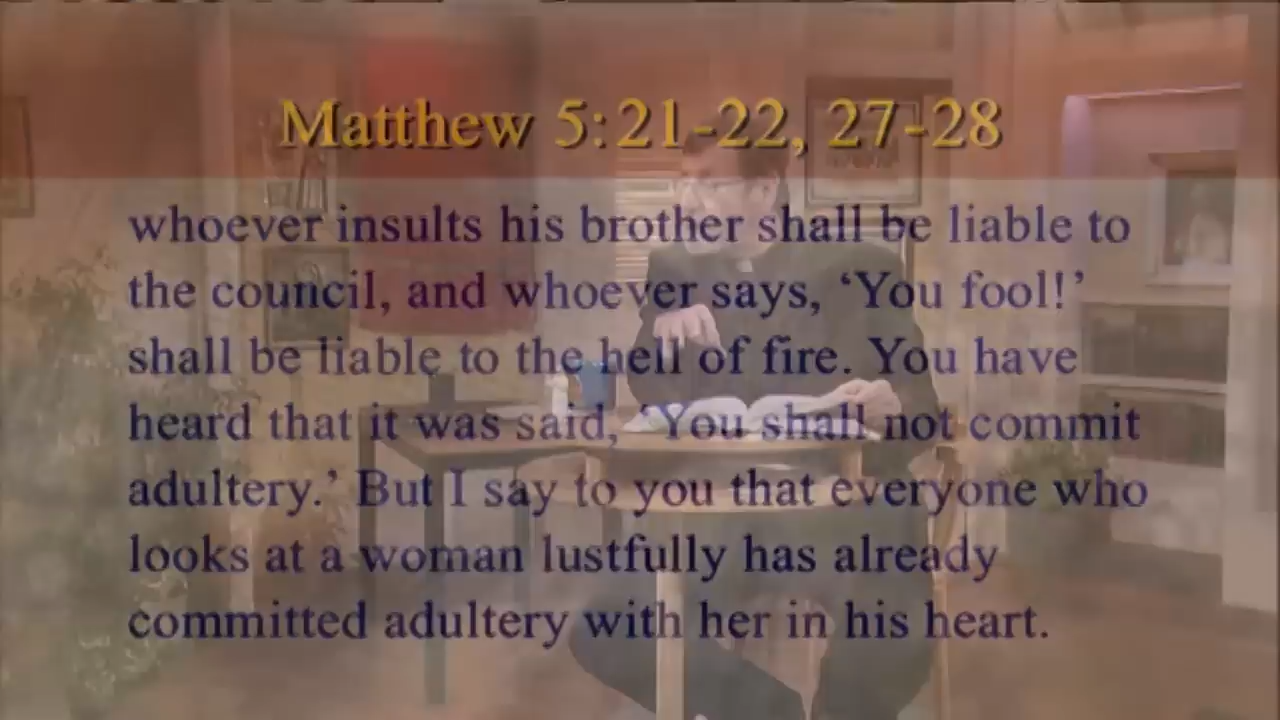 Matthew 5:21-22, 27-28
whoever insults his brother shall be liable to
the council, and whoever says, ‘You fool!’
shall be liable to the hell of fire. You have
heard that it was said, ‘You shall not commit
adultery.’ But I say to you that everyone who
looks at a woman lustfully has already
committed adultery with her in his heart.